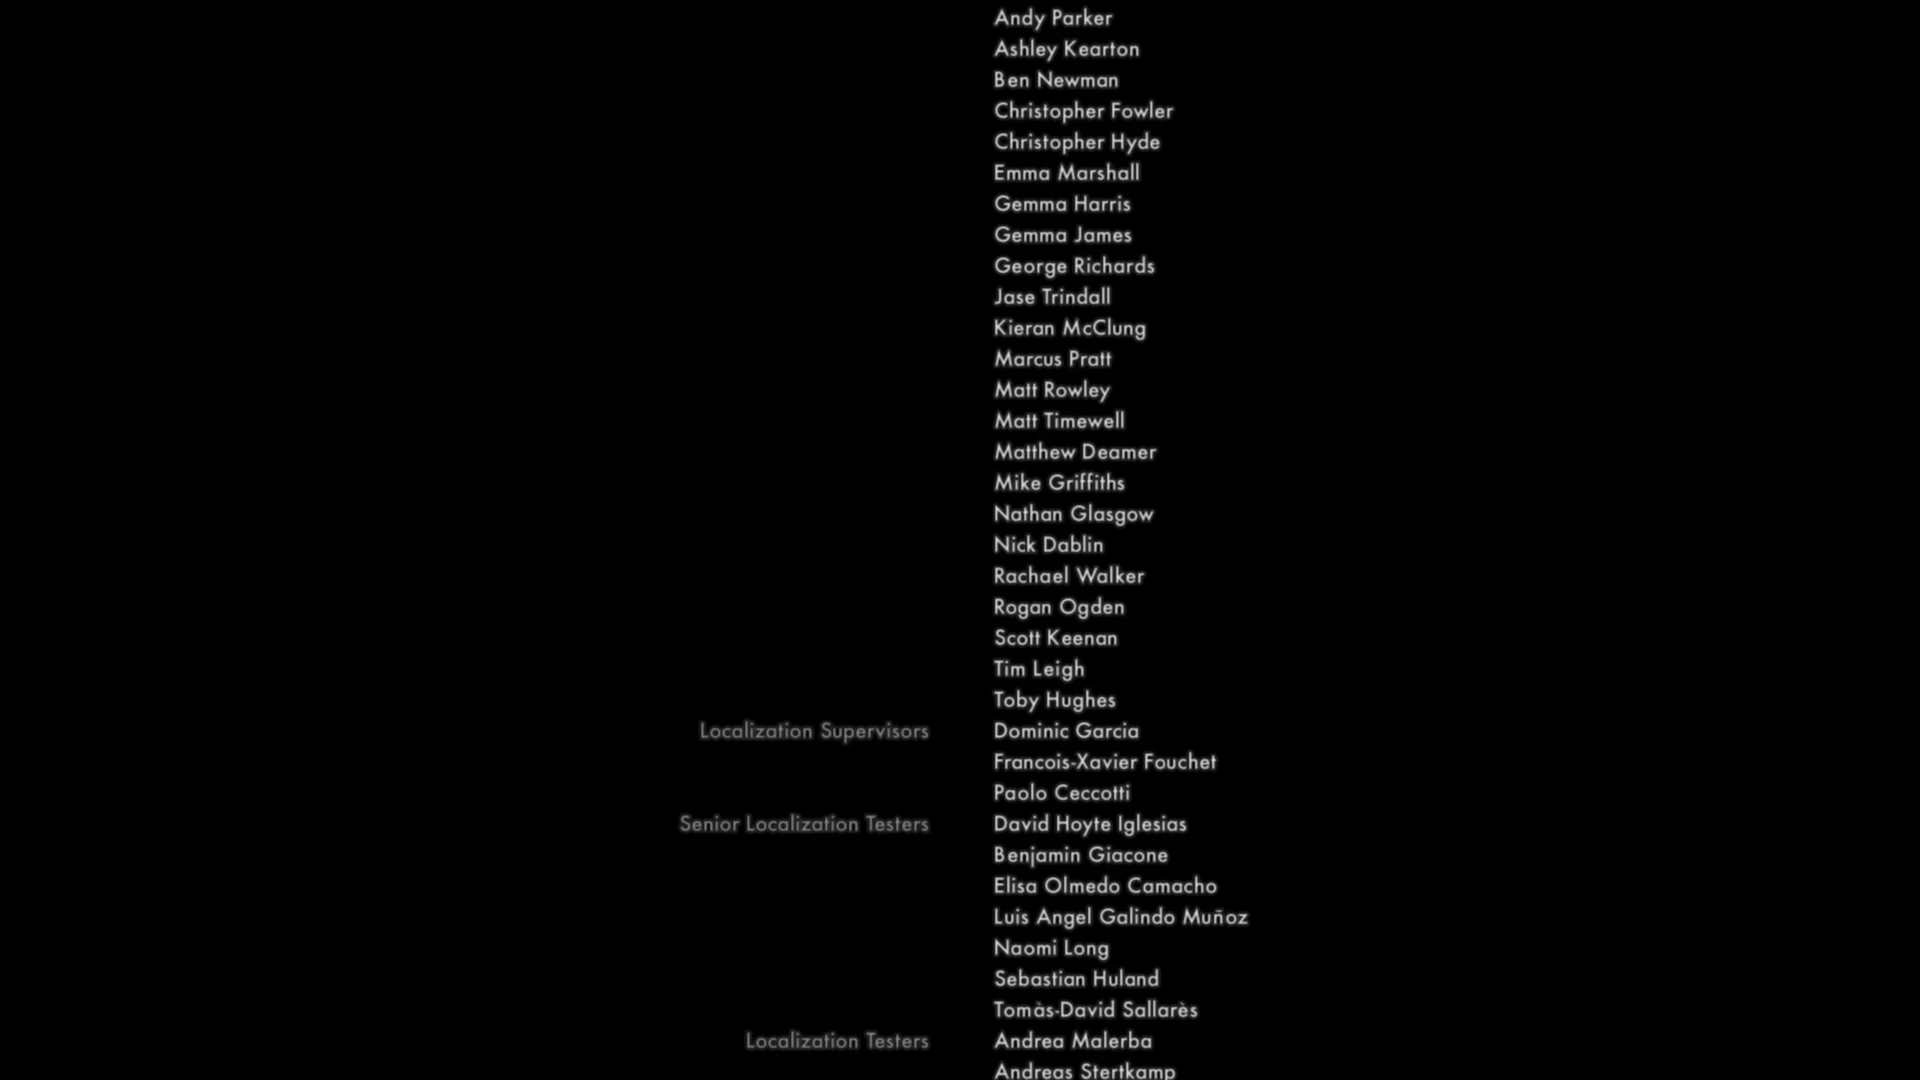 Andy Parker
Ashley Kearton
Ben Newman
Christopher Fowler
Christopher Hyde
Emma Marshall
Gemma Harris
Gemma James
George Richards
Jase Trindall
Kieran McClung
Marcus Pratt
Matt Rowley
Matt Timewell
Matthew Deamer
Mike Griffiths
Nathan Glasgow
Nick Dablin
Rachael Walker
Rogan Ogden
Scott Keenan
Tim Leigh
Toby Hughes
Localization Supervisors Dominic Garcia
Francois-Xavier Fouchet
Paolo Ceccotti
Senior Localization Testers David Hoyte Iglesias
Benjamin Giacone
Elisa Olmedo Camacho
Luis Angel Galindo Muñoz
Naomi Long
Sebastian Huland
Tomàs-David Sallarès
Localization Testers Andrea Malerba
Andreas Stertkamp